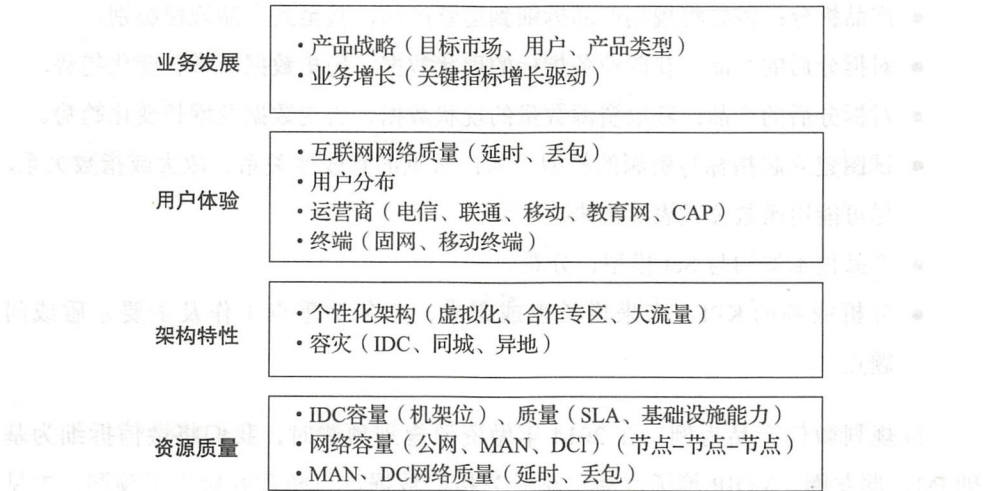 业务发展
・产品战略（目标市场、用户、产品类型）
・业务增长（关键指标增长驱动）
用户体验
・互联网网络质量（延时、丢包）
・用户分布
・运营商（电信、联通、移动、教育网、CAP）
・终端（固网、移动终端）
架构特性
・个性化架构（虚拟化、合作专区、大流量）
・容灾（IDC、同城、异地）
资源质量
・IDC容量（机架位）、质量（SLA、基础设施能力）
・网络容量（公网、MAN、DCI）（节点–节点–节点）
・MAN、DC网络质量（延时、丢包）